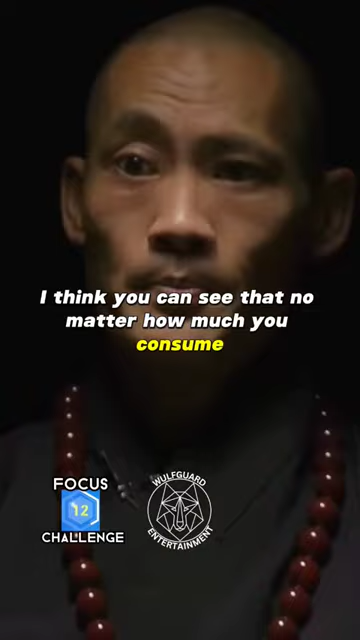 I think you can see that no
matter how much you
consume
FOCUS
12
CHALLENGE
WULFGUARD
ENTERTAINMENT